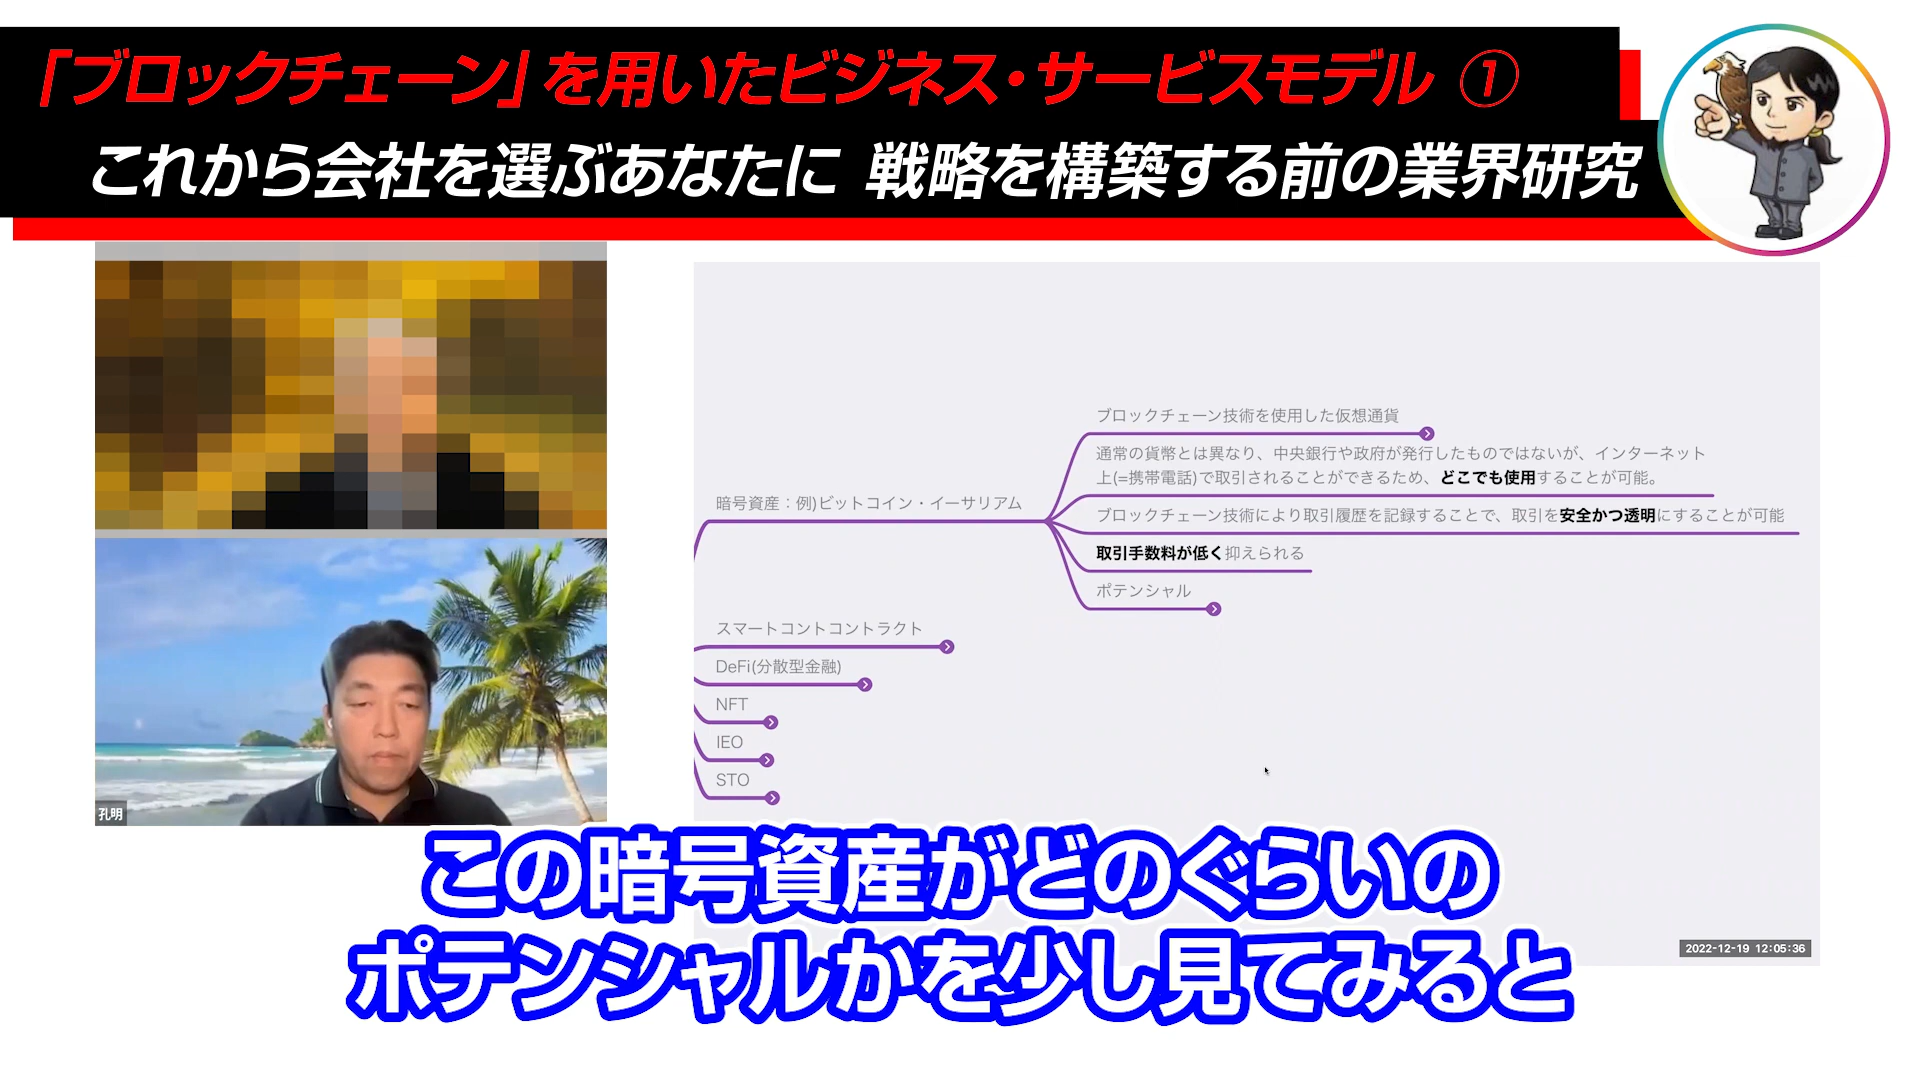 「ブロックチェーン」を用いたビジネス・サービスモデル ①
これから会社を選ぶあなたに 戦略を構築する前の業界研究
ブロックチェーン技術を使用した仮想通貨
通常の貨幣とは異なり、中央銀行や政府が発行したものではないが、インターネット
上(=携帯電話)で取引されることができるため、どこでも使用することが可能。
暗号資産：例)ビットコイン・イーサリアム
ブロックチェーン技術により取引履歴を記録することで、取引を安全かつ透明にすることが可能
取引手数料が低く抑えられる
ポテンシャル
スマートコントコントラクト
DeFi(分散型金融)
NFT
IEO
STO
孔明
この暗号資産がどのぐらいの
ポテンシャルかを少し見てみると
2022-12-19 12:05:36